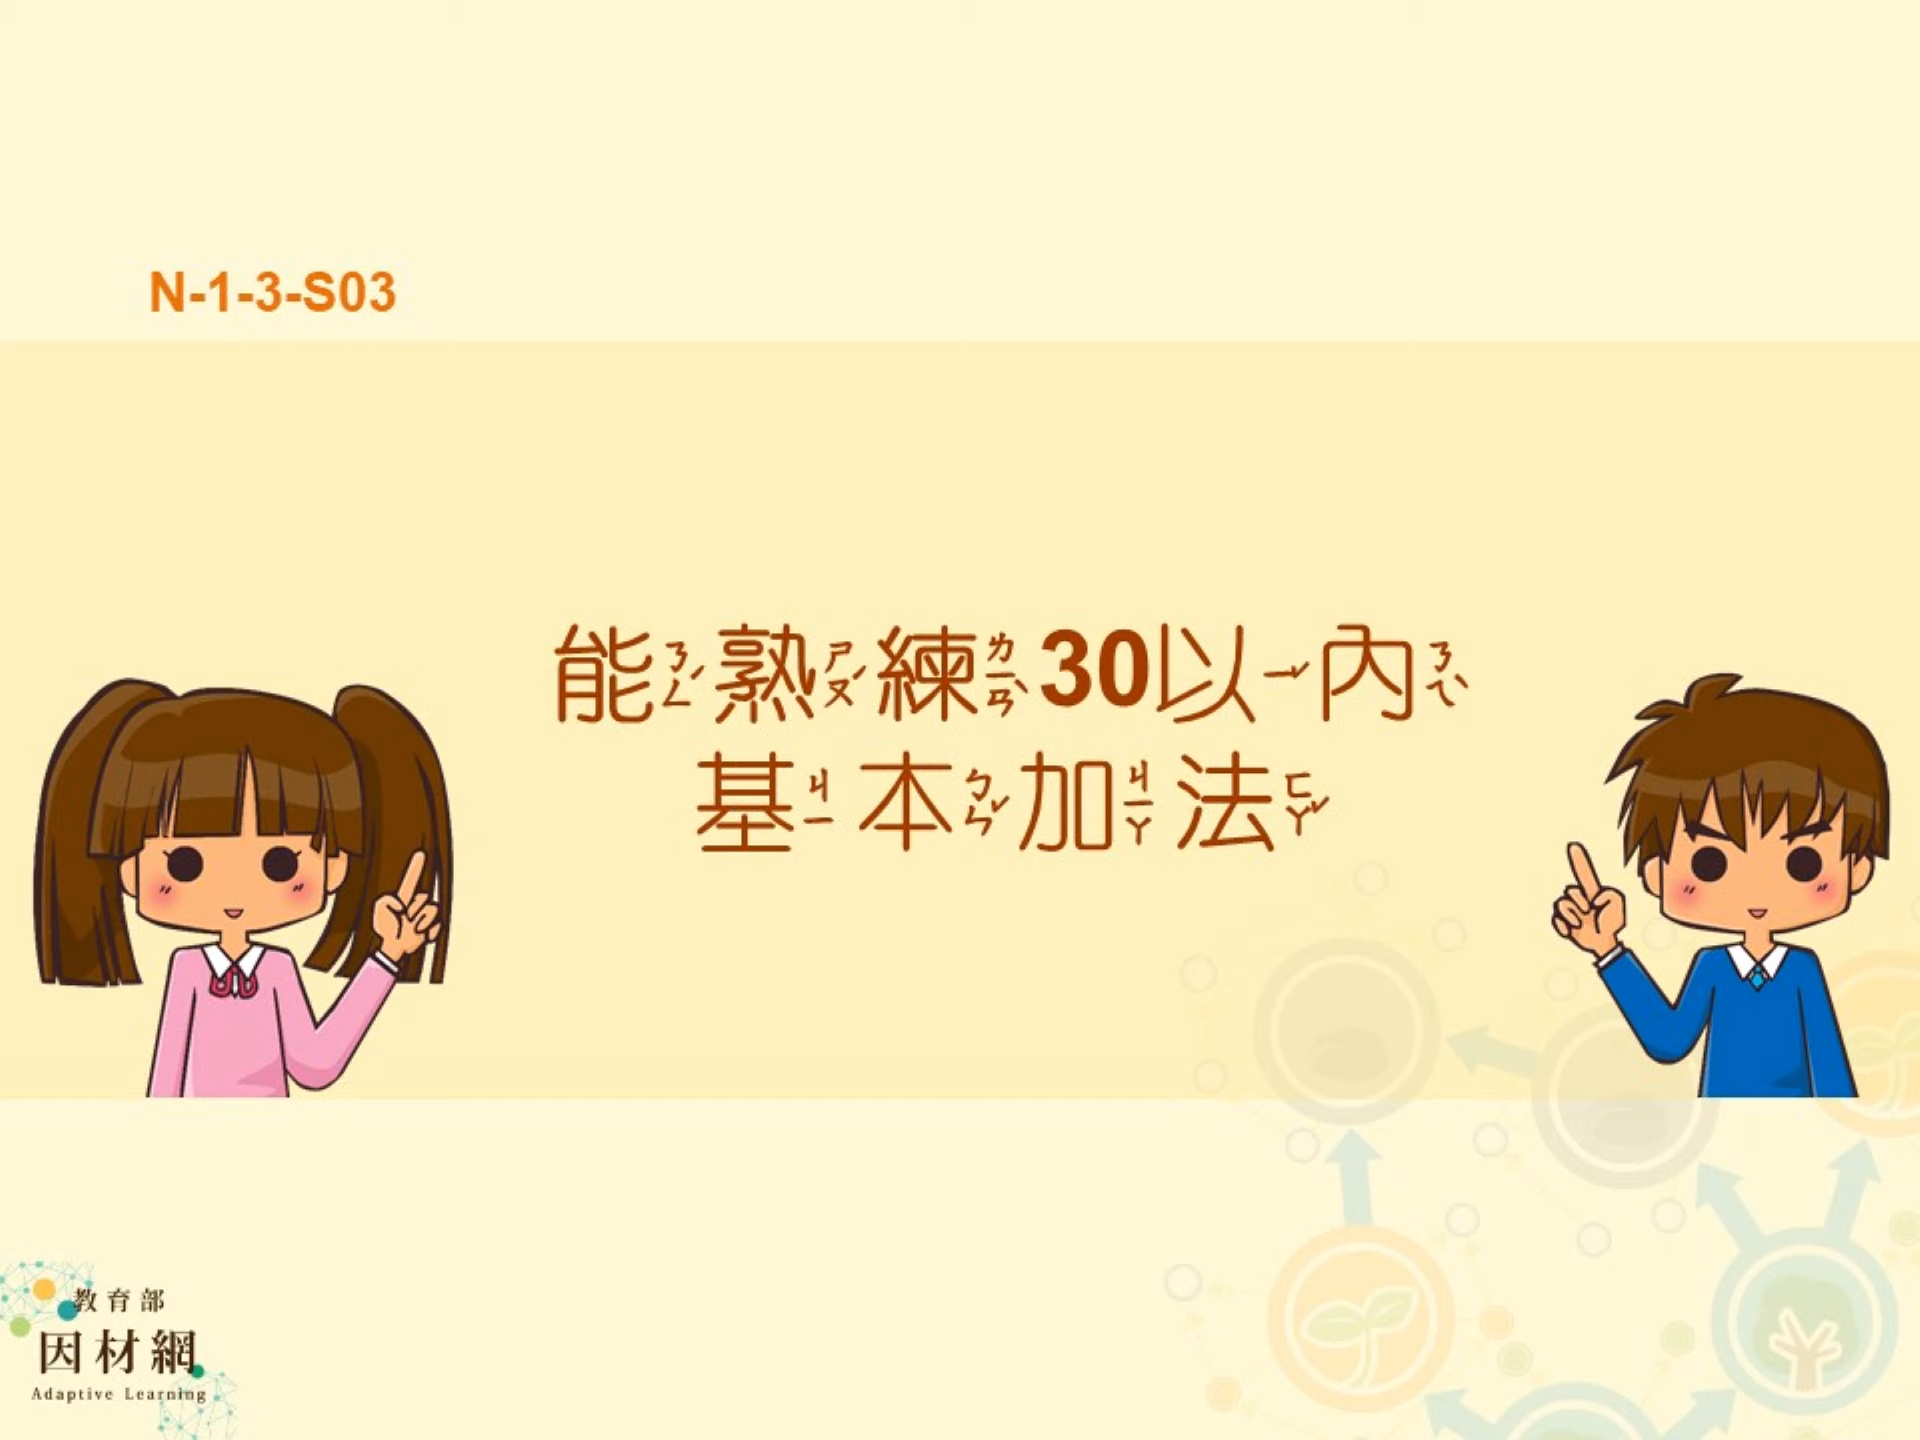 N-1-3-S03
能ㄋㄥˊ熟ㄕㄡˊ練ㄌㄧㄢˋ30以ㄧˇ內ㄋㄟˋ
基ㄐㄧ本ㄅㄣˇ加ㄐㄧㄚ法ㄈㄚˇ
教育部
因材網
Adaptive Learning